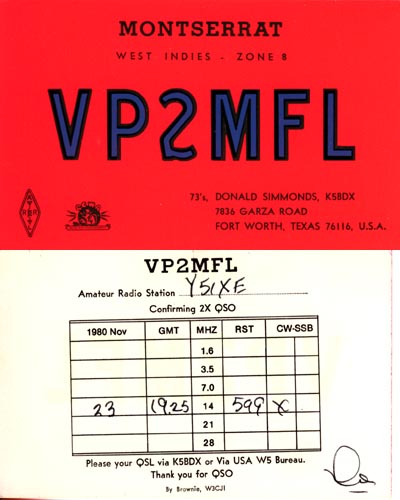 MONTSERRAT
WEST INDIES - ZONE 8
VP2MFL
ARRL
73's, DONALD SIMMONDS, K5BDX
7836 GARZA ROAD
FORT WORTH, TEXAS 76116, U.S.A.
VP2MFL
Amateur Radio Station Y51XE
Confirming 2X QSO
1980 Nov GMT MHZ RST CW-SSB
1.6
3.5
7.0
23 1925 14 599 X
21
28
Please your QSL via K5BDX or Via USA W5 Bureau.
Thank you for QSO
By Brownie, W3CJI